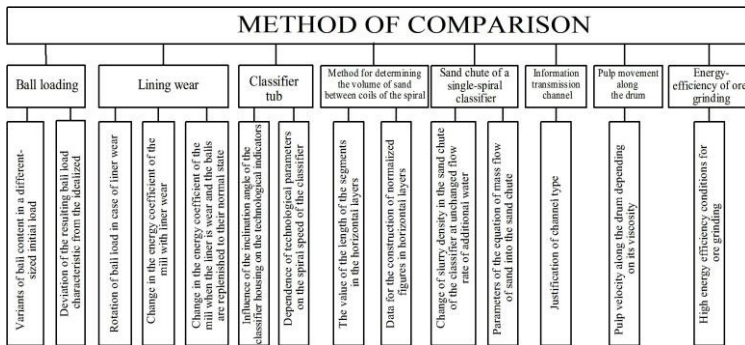 METHOD OF COMPARISON
Ball loading
Lining wear
Classifier
tub
Method for determining
the volume of sand
between coils of the spiral
Sand chute of a
single-spiral
classifier
Information
transmission
channel
Pulp movement
along
the drum
Energy-
efficiency of ore
grinding
Variants of ball content in a different-
sized initial load
Deviation of the resulting ball load
characteristic from the idealized
Rotation of ball load in case of liner wear
Change in the energy coefficient of the
mill with liner wear
Change in the energy coefficient of the
mill when the liner is wear and the balls
are replenished to their normal state
Influence of the inclination angle of the
classifier housing on the technological indicators
Dependence of technological parameters
on the spiral speed of the classifier
The value of the length of the segments
in the horizontal layers
Data for the construction of normalized
figures in horizontal layers
Change of slurry density in the sand chute
of the classifier at unchanged flow
rate of additional water
Parameters of the equation of mass flow
of sand into the sand chute
Justification of channel type
Pulp velocity along the drum depending
on its viscosity
High energy efficiency conditions for
ore grinding